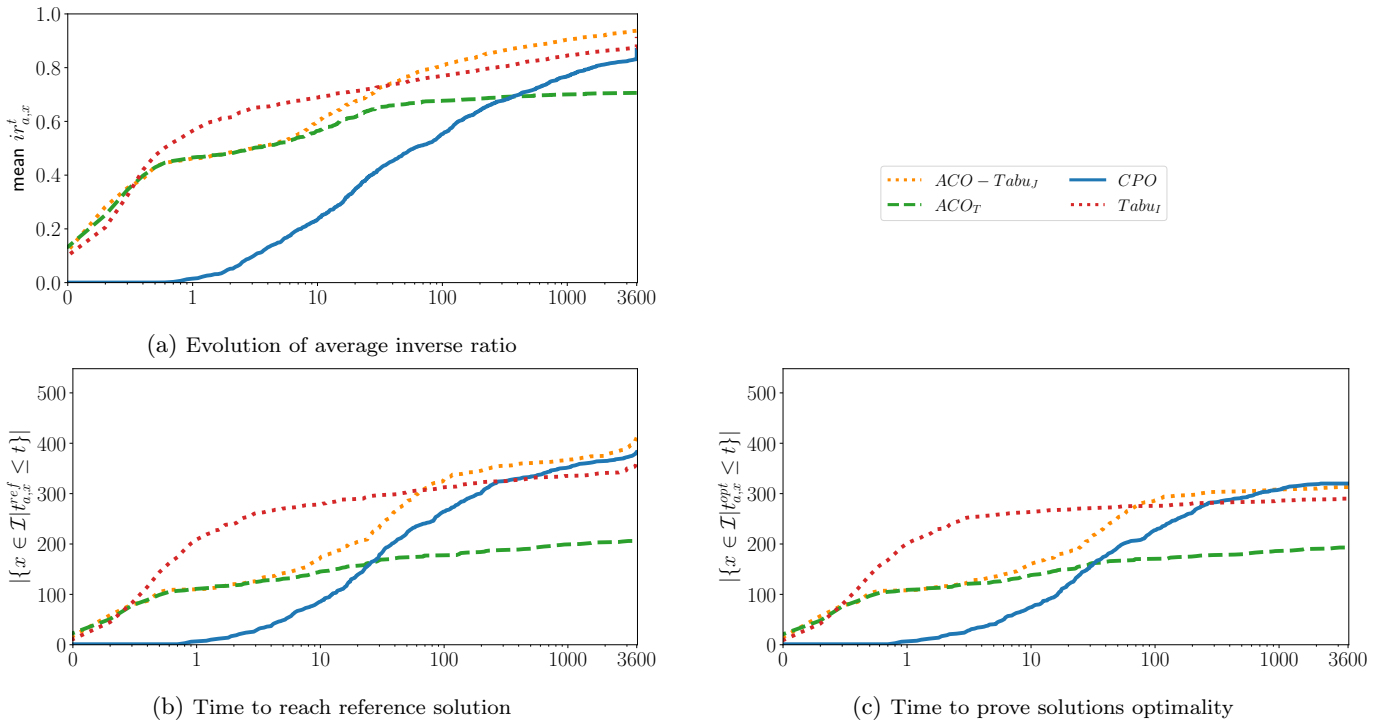 1.0
0.8
0.6
0.4
0.2
0.0
mean $ir^t_{a,x}$
0 1 10 100 1000 3600
(a) Evolution of average inverse ratio
ACO − Tabu_J
ACO_T
CPO
Tabu_I
500
400
300
200
100
0
|{x ∈ I|t^{ref}_{a,x} ≤ t}|
0 1 10 100 1000 3600
(b) Time to reach reference solution
500
400
300
200
100
0
|{x ∈ I|t^{opt}_{a,x} ≤ t}|
0 1 10 100 1000 3600
(c) Time to prove solutions optimality